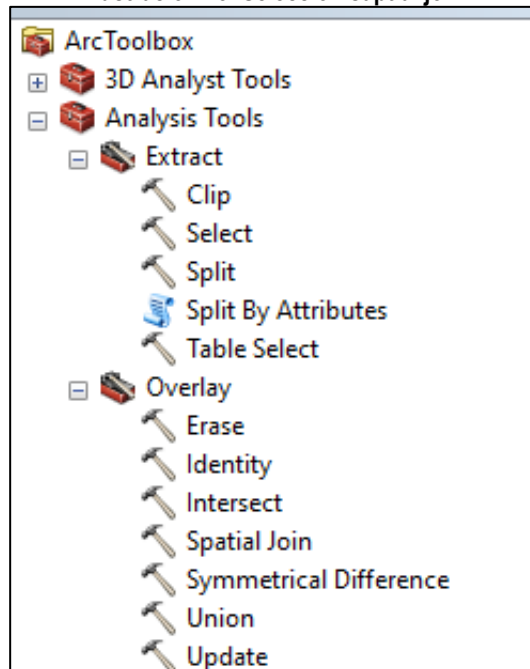 ArcToolbox
3D Analyst Tools
Analysis Tools
Extract
Clip
Select
Split
Split By Attributes
Table Select
Overlay
Erase
Identity
Intersect
Spatial Join
Symmetrical Difference
Union
Update